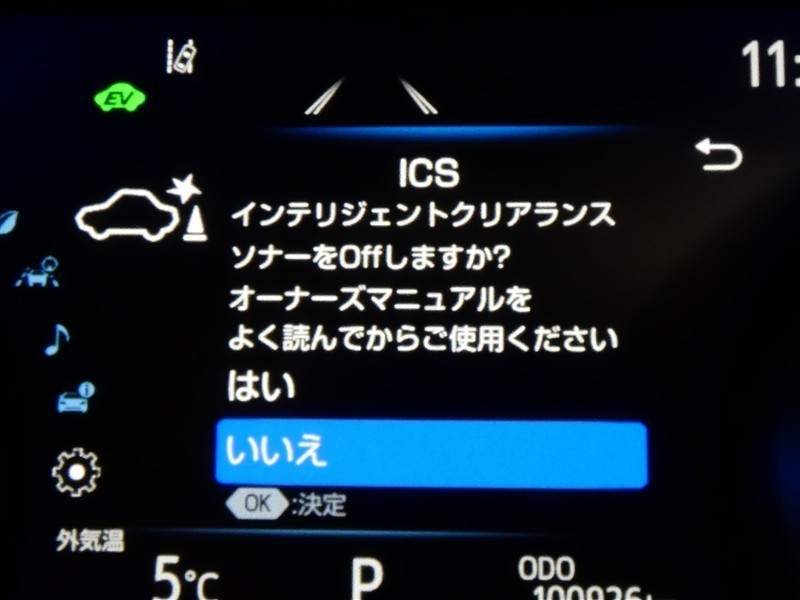 11:
EV
ICS
インテリジェントクリアランス
ソナーをOffしますか?
オーナーズマニュアルを
よく読んでからご使用ください
はい
いいえ
OK :決定
外気温
5℃
P
ODO